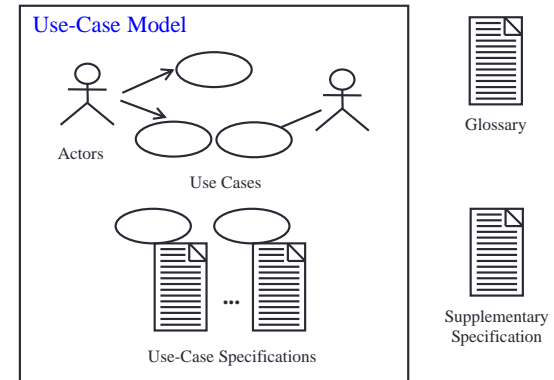 Use-Case Model
Actors
Use Cases
...
Use-Case Specifications
Glossary
Supplementary
Specification